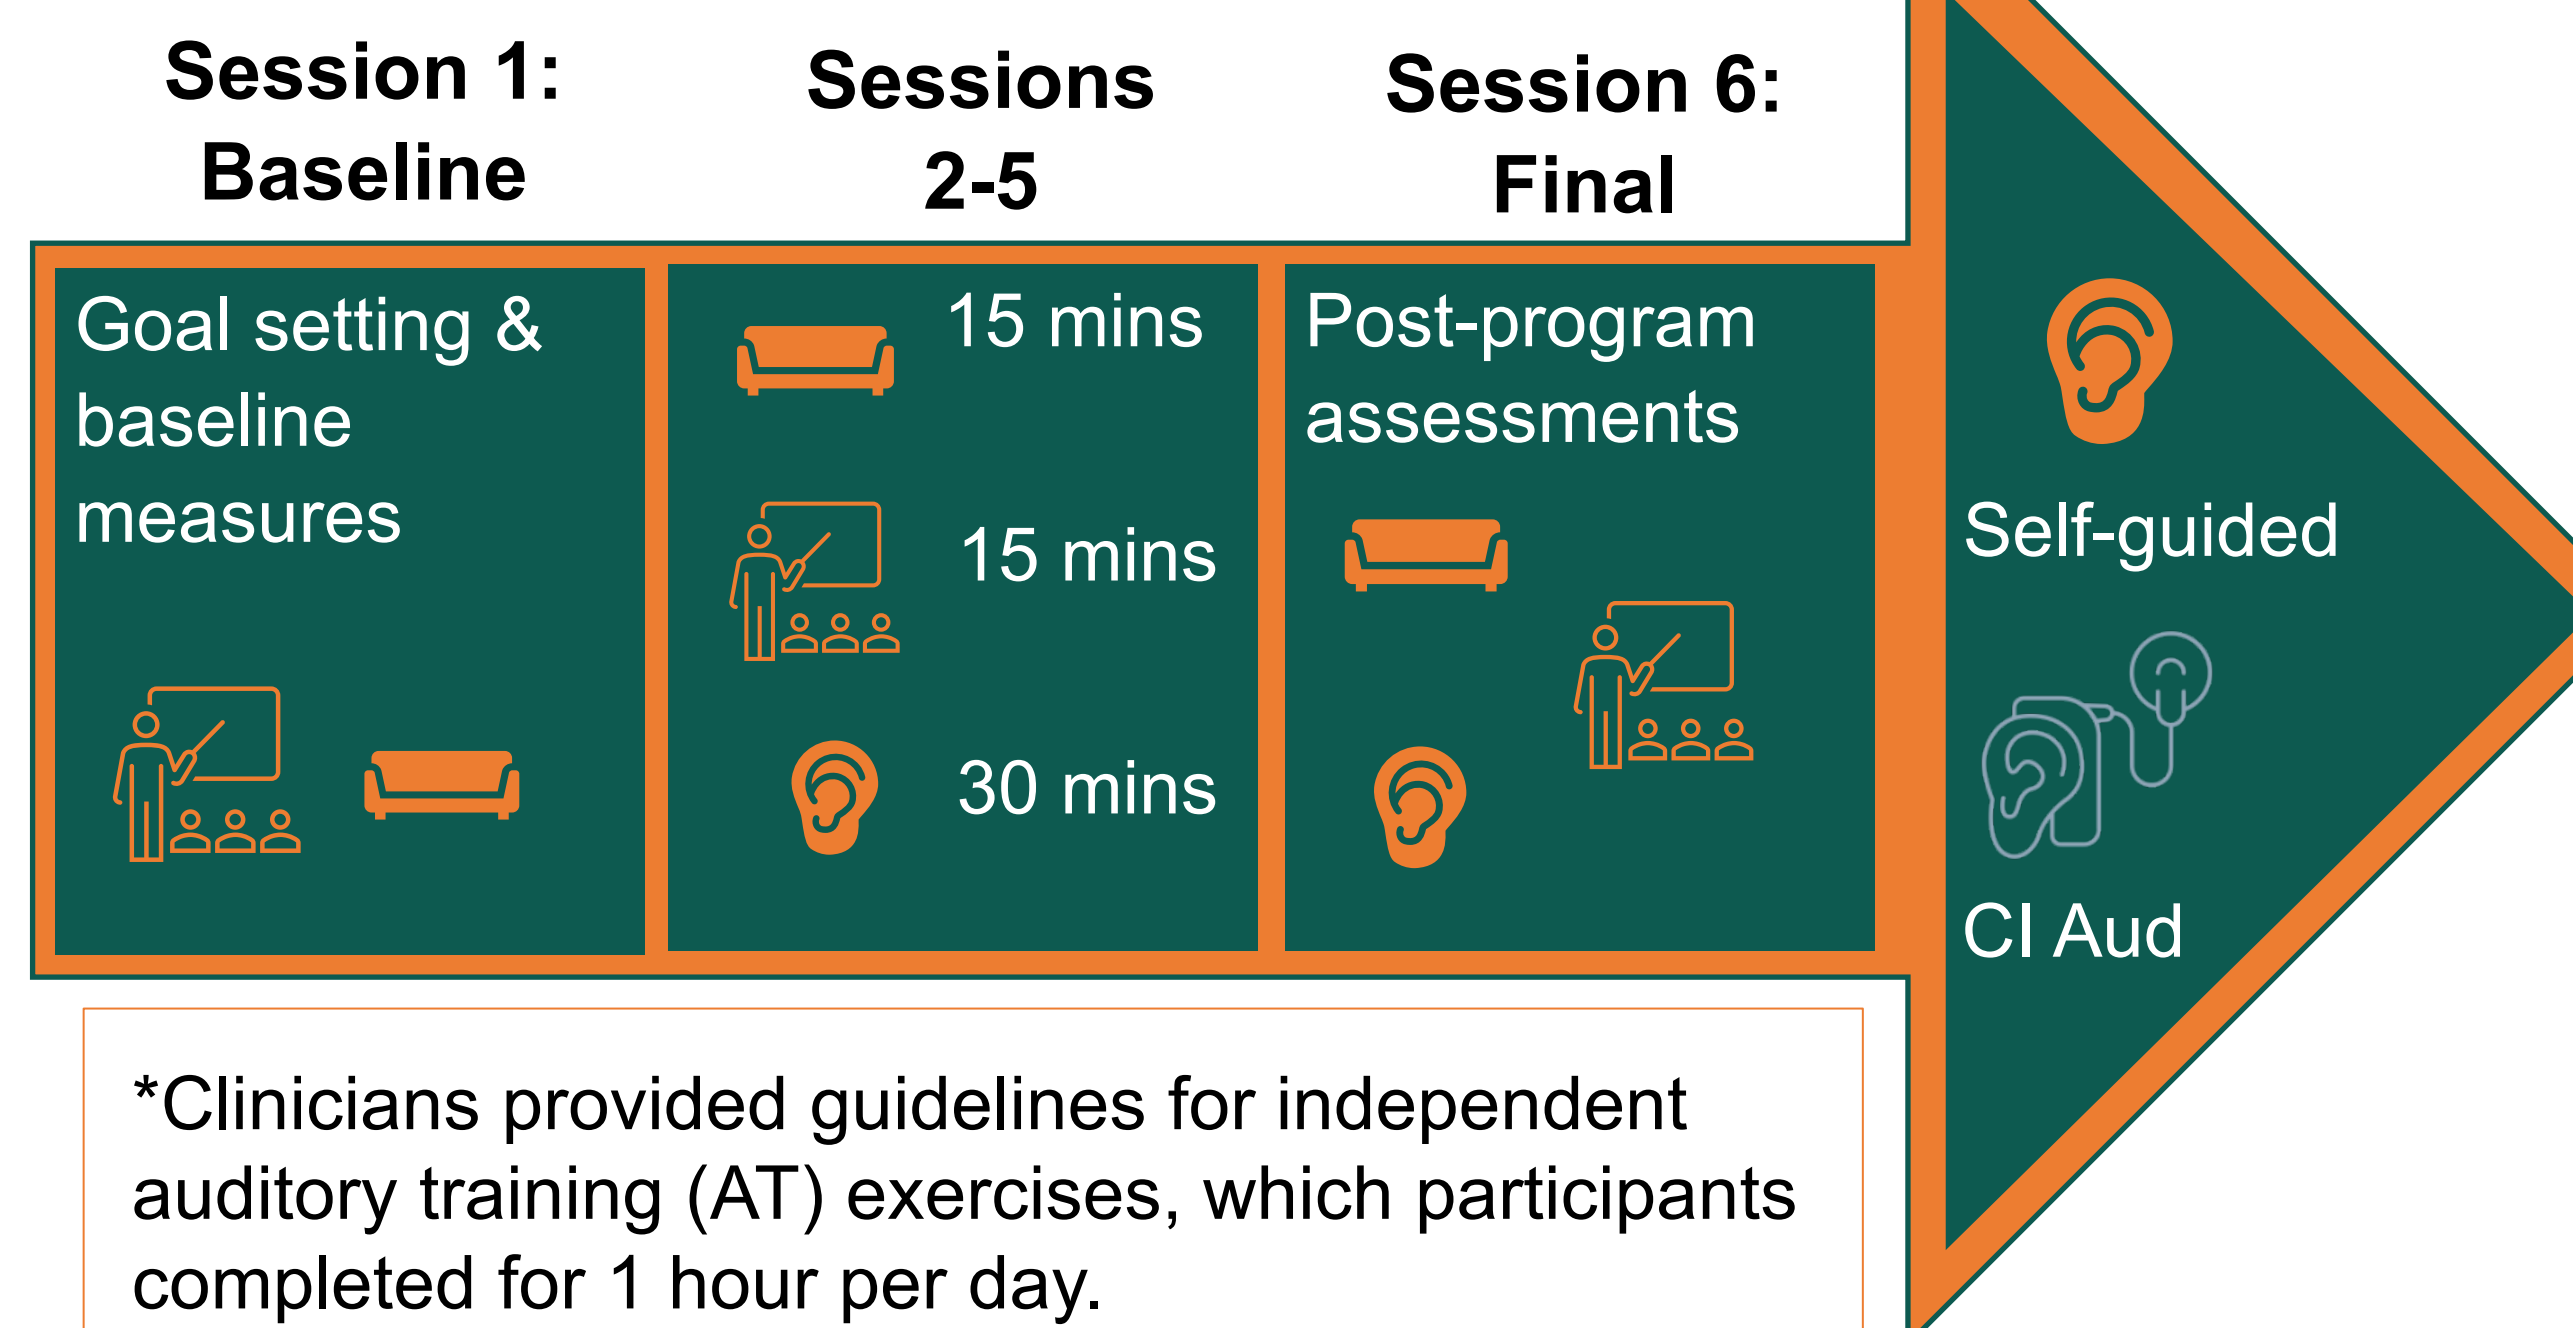 Session 1:
Baseline
Sessions
2-5
Session 6:
Final
Goal setting &
baseline
measures
15 mins
15 mins
30 mins
Post-program
assessments
Self-guided
CI Aud
*Clinicians provided guidelines for independent
auditory training (AT) exercises, which participants
completed for 1 hour per day.